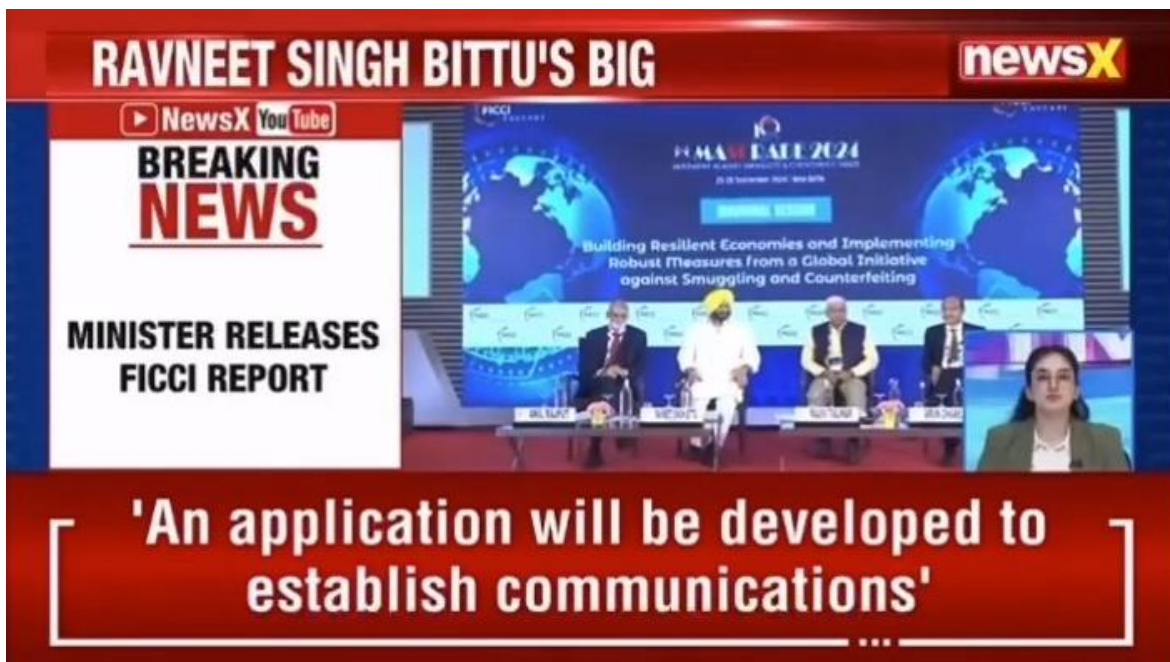 RAVNEET SINGH BITTU'S BIG
newsX
NewsX YouTube
BREAKING
NEWS
MINISTER RELEASES
FICCI REPORT
FICCI
MASCRADE 2024
Building Resilient Economies and Implementing
Robust Measures from a Global Initiative
against Smuggling and Counterfeiting
'An application will be developed to
establish communications'